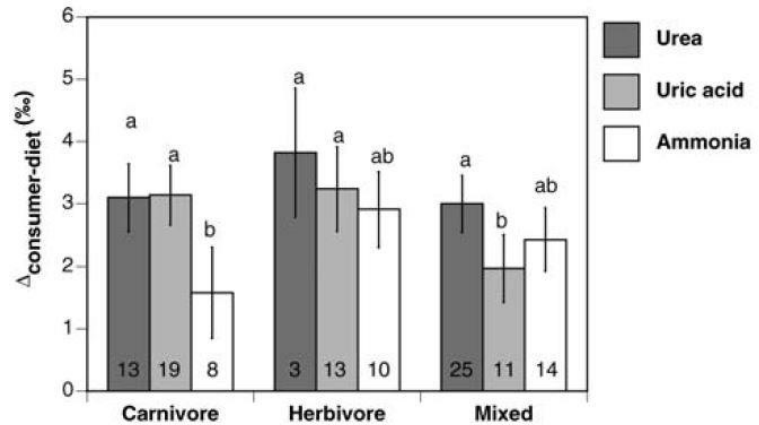 6
5
4
3
2
1
0
Δconsumer-diet (‰)
a
a
b
a
a
ab
a
b
ab
13 19 8 3 13 10 25 11 14
Carnivore Herbivore Mixed
Urea
Uric acid
Ammonia